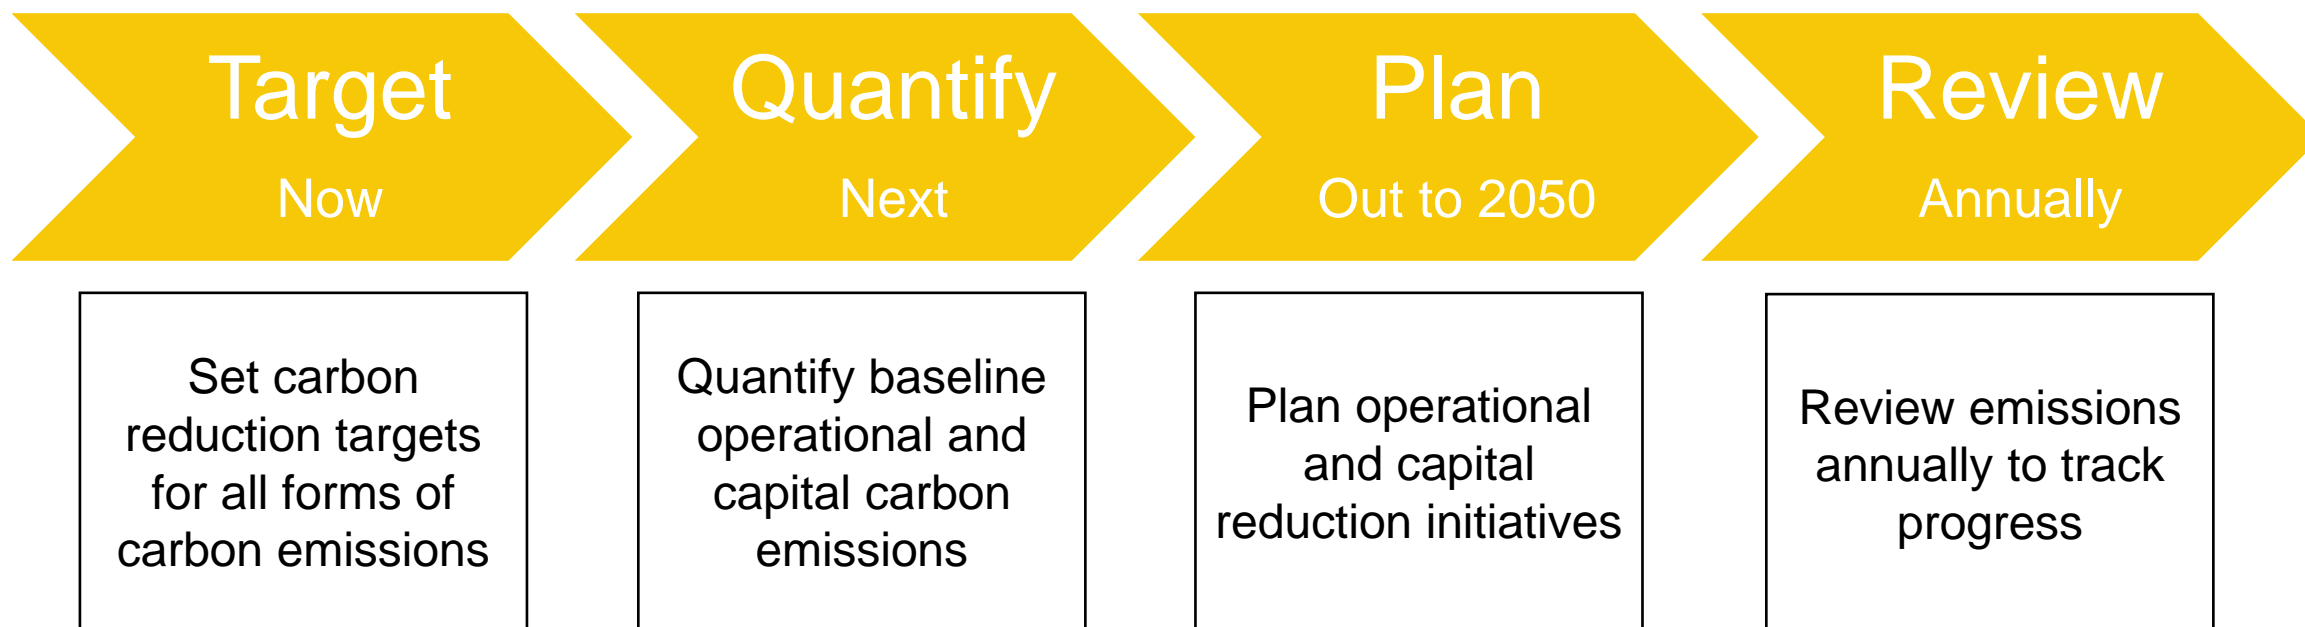 Target
Now
Quantify
Next
Plan
Out to 2050
Review
Annually
Set carbon
reduction targets
for all forms of
carbon emissions
Quantify baseline
operational and
capital carbon
emissions
Plan operational
and capital
reduction initiatives
Review emissions
annually to track
progress